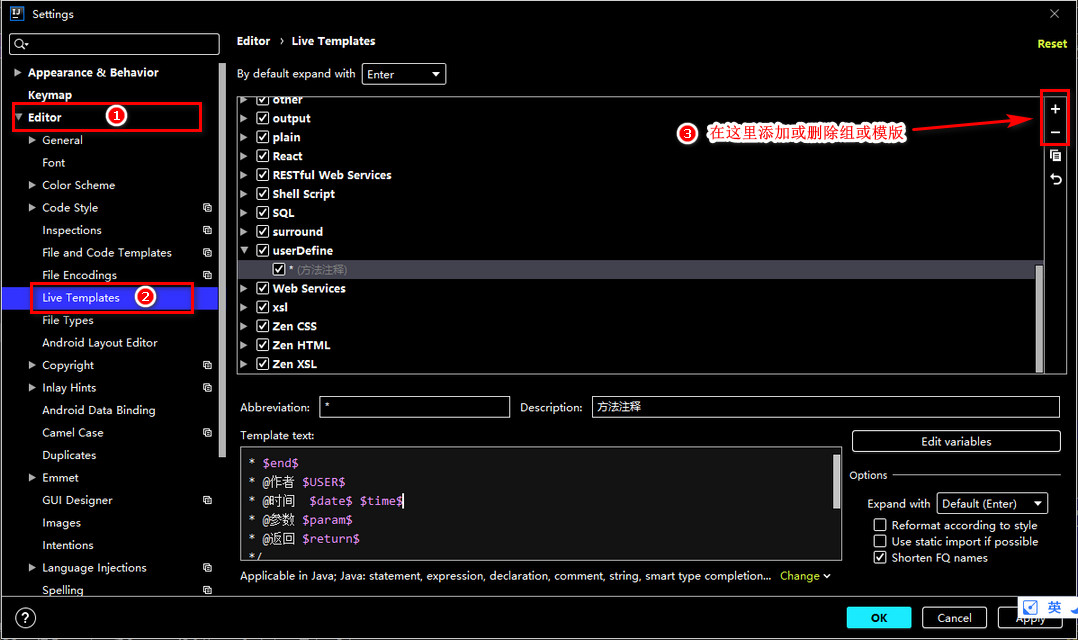 Settings
Editor › Live Templates
Reset
By default expand with Enter
Appearance & Behavior
Keymap
Editor
1
General
Font
Color Scheme
Code Style
Inspections
File and Code Templates
File Encodings
Live Templates
2
File Types
Android Layout Editor
Copyright
Inlay Hints
Android Data Binding
Camel Case
Duplicates
Emmet
GUI Designer
Images
Intentions
Language Injections
Spelling
other
output
plain
React
RESTful Web Services
Shell Script
SQL
surround
userDefine
* (方法注释)
Web Services
xsl
Zen CSS
Zen HTML
Zen XSL
3 在这里添加或删除组或模版
Abbreviation: * Description: 方法注释
Template text:
* $end$
* @作者 $USER$
* @时间 $date$ $time$
* @参数 $param$
* @返回 $return$
*/
Edit variables
Options
Expand with Default (Enter)
Reformat according to style
Use static import if possible
Shorten FQ names
Applicable in Java; Java: statement, expression, declaration, comment, string, smart type completion... Change
?
OK
Cancel
Apply
英